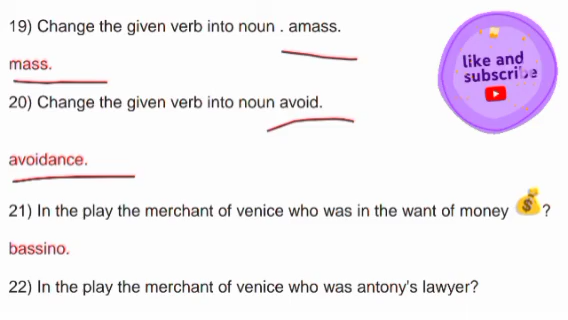 19) Change the given verb into noun . amass.
like and
subscribe
mass.
20) Change the given verb into noun avoid.
avoidance.
21) In the play the merchant of venice who was in the want of money 💰?
bassino.
22) In the play the merchant of venice who was antony's lawyer?